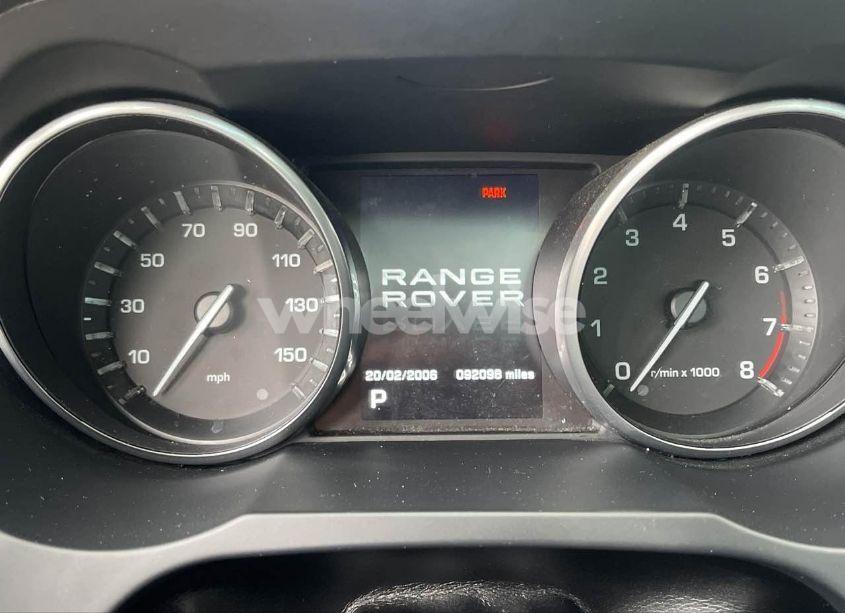 PARK
70 90
50 110
30 130
10 150
mph
RANGE
ROVER
20/02/2006 092098 miles
P
4
3 5
2 6
1 7
0 r/min x 1000 8
wheelwise